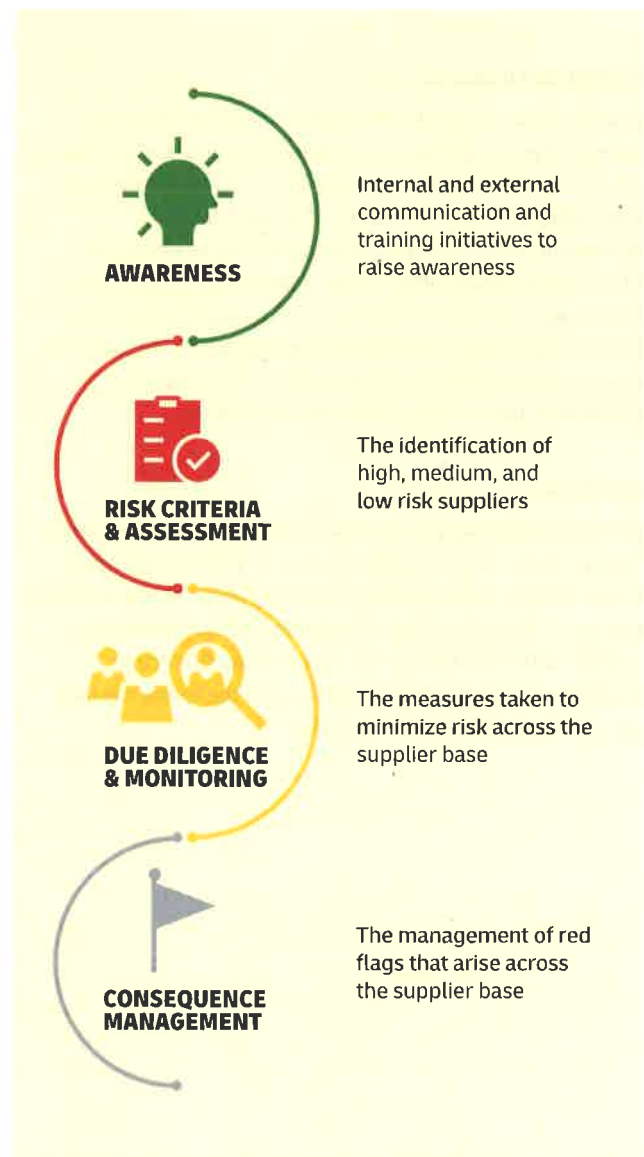 AWARENESS
Internal and external
communication and
training initiatives to
raise awareness
RISK CRITERIA
& ASSESSMENT
The identification of
high, medium, and
low risk suppliers
DUE DILIGENCE
& MONITORING
The measures taken to
minimize risk across the
supplier base
CONSEQUENCE
MANAGEMENT
The management of red
flags that arise across
the supplier base